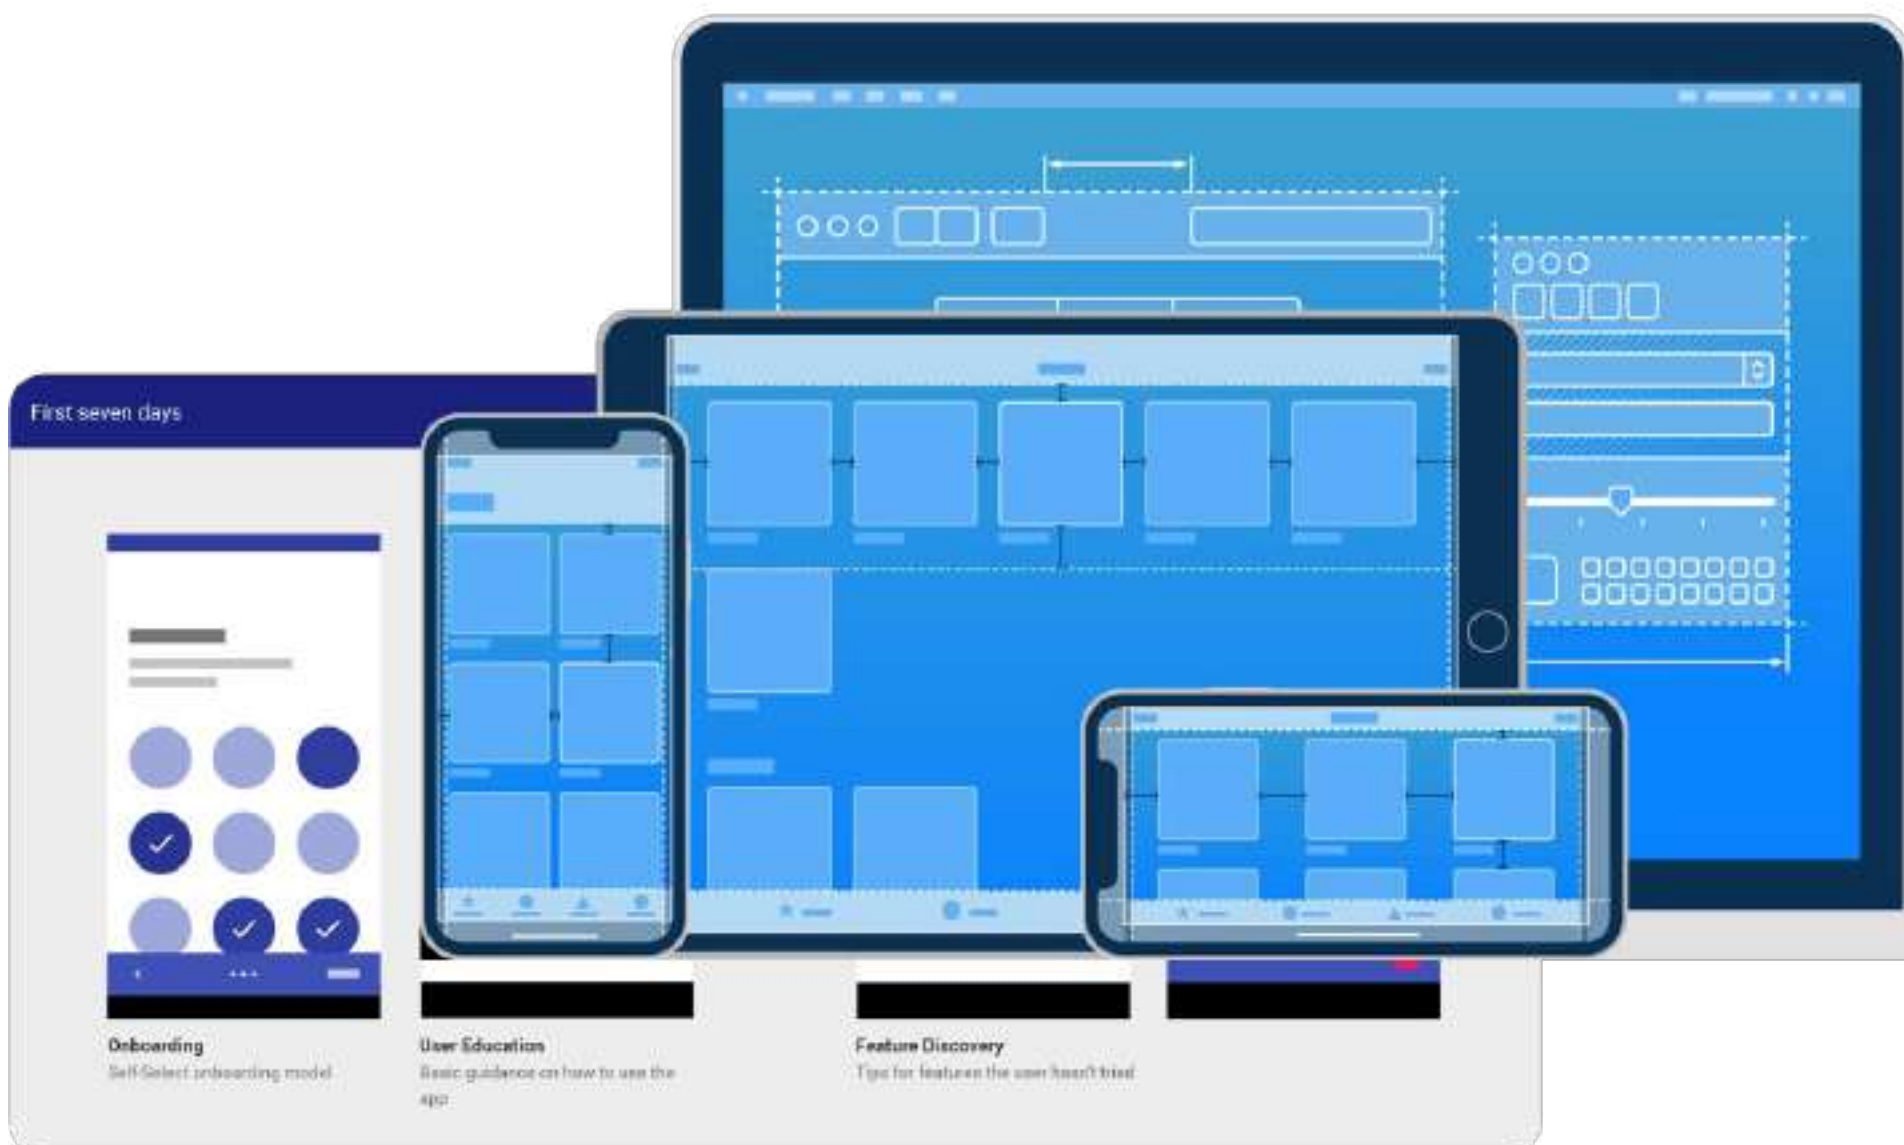 First seven days
Onboarding
Self-Select onboarding model
User Education
Basic guidance on how to use the
app
Feature Discovery
Tips for features the user hasn't tried